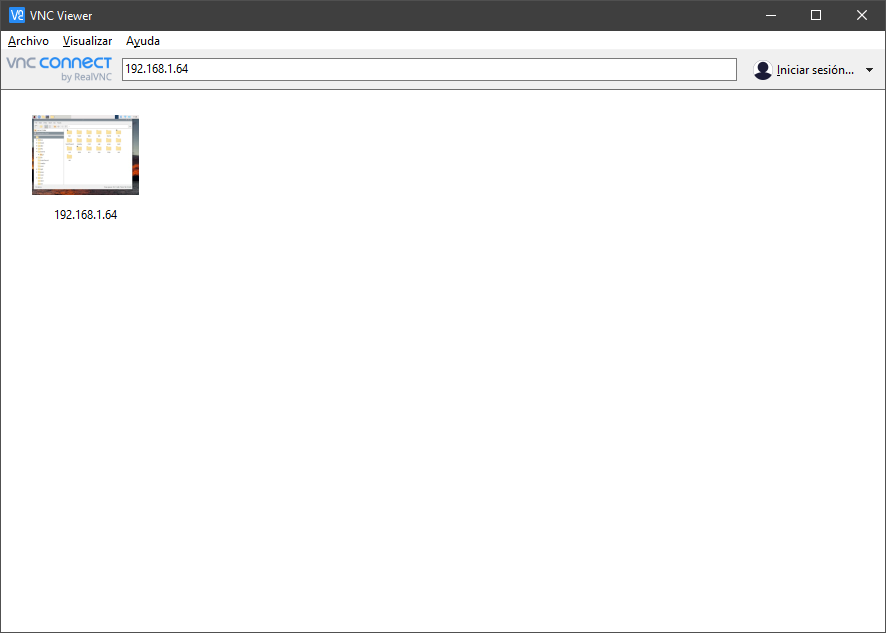 VNC Viewer
Archivo Visualizar Ayuda
vnc connect
by RealVNC
192.168.1.64
Iniciar sesión...
192.168.1.64